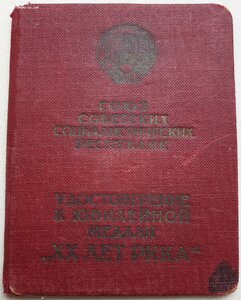 СОЮЗ
СОВЕТСКИХ
СОЦИАЛИСТИЧЕСКИХ
РЕСПУБЛИК
УДОСТОВЕРЕНИЕ
К ЮБИЛЕЙНОЙ
МЕДАЛИ
„XX ЛЕТ РККА“